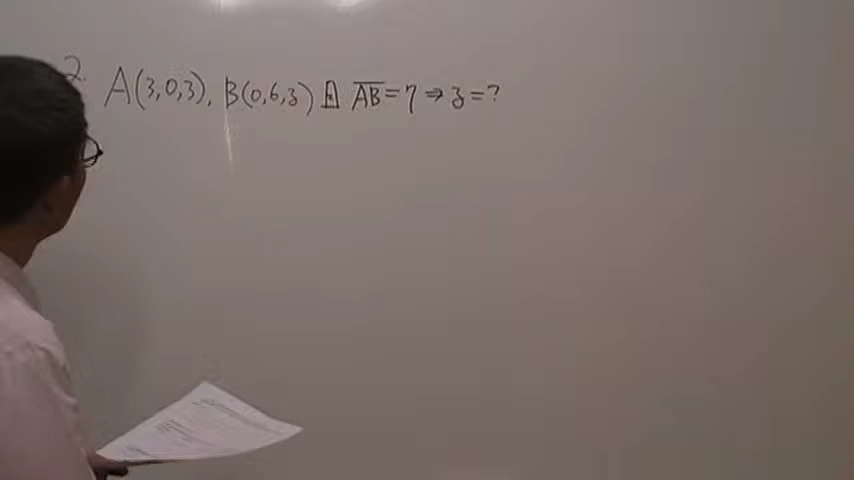 2. A(3,0,3), B(0,6,z) 且 AB=7 ⇒ z=?